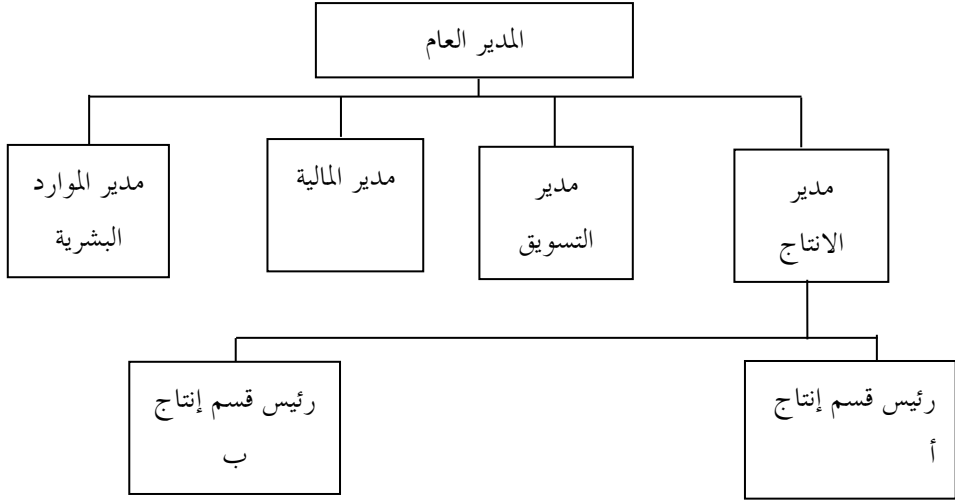 المدير العام
مدير
الانتاج
مدير
التسويق
مدير المالية
مدير الموارد
البشرية
رئيس قسم إنتاج
أ
رئيس قسم إنتاج
ب